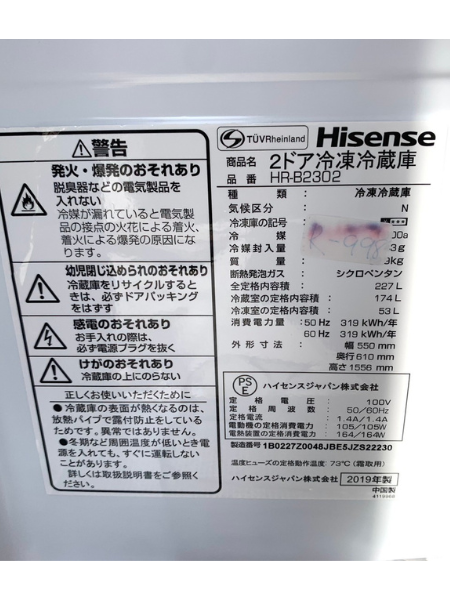 ⚠警告
発火・爆発のおそれあり
脱臭器などの電気製品を
入れない
冷媒が漏れていると電気製
品の接点の火花による着火、
着火による爆発の原因にな
ります。
幼児閉じ込められのおそれあり
冷蔵庫をリサイクルすると
きは、必ずドアパッキング
をはずす
感電のおそれあり
お手入れの際は、
必ず電源プラグを抜く
けがのおそれあり
冷蔵庫の上にのらない
正しくお使いいただくために
●冷蔵庫の表面が熱くなるのは、
放熱パイプで露付防止をしている
ためで、異常ではありません。
●冬期など周囲温度が低いとき電
源を入れても、すぐに運転しない
ことがあります。
詳しくは取扱説明書をご覧ください。
TÜVRheinland Hisense
商品名 2ドア冷凍冷蔵庫
品番 HR-B2302
種類: 冷凍冷蔵庫
気候区分: N
冷凍庫の記号
冷媒 00a
冷媒封入量 3g
質量 kg
断熱発泡ガス: シクロペンタン
全定格内容積: 227 L
冷蔵室の定格内容積: 174 L
冷凍室の定格内容積: 53 L
消費電力量: 50 Hz 319 kWh/年
60 Hz 319 kWh/年
外形寸法: 幅 550 mm
奥行 610 mm
高さ 1556 mm
PS
E
ハイセンスジャパン株式会社
定格電圧: 100V
定格周波数: 50/60Hz
定格電流: 1.4A/1.4A
電動機の定格消費電力: 105/105W
電熱装置の定格消費電力: 164/164W
製造番号 1B0227Z0048JBE5JZS22230
温度ヒューズの定格動作温度: 73℃(霜取用)
ハイセンスジャパン株式会社 2019年製
中国製